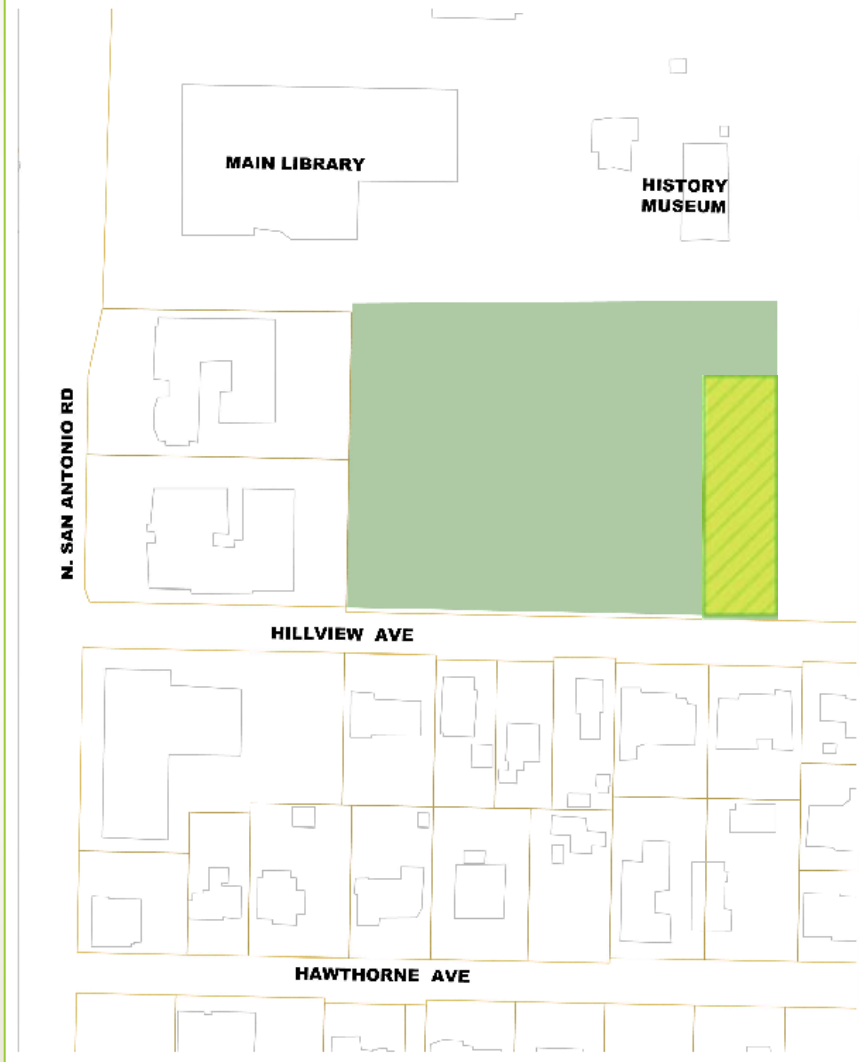 MAIN LIBRARY
HISTORY
MUSEUM
N. SAN ANTONIO RD
HILLVIEW AVE
HAWTHORNE AVE